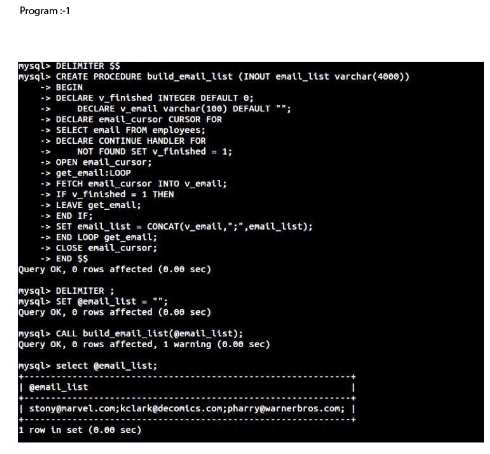 Program :-1
mysql> DELIMITER $$
mysql> CREATE PROCEDURE build_email_list (INOUT email_list varchar(4000))
-> BEGIN
-> DECLARE v_finished INTEGER DEFAULT 0;
-> DECLARE v_email varchar(100) DEFAULT "";
-> DECLARE email_cursor CURSOR FOR
-> SELECT email FROM employees;
-> DECLARE CONTINUE HANDLER FOR
-> NOT FOUND SET v_finished = 1;
-> OPEN email_cursor;
-> get_email:LOOP
-> FETCH email_cursor INTO v_email;
-> IF v_finished = 1 THEN
-> LEAVE get_email;
-> END IF;
-> SET email_list = CONCAT(v_email,";",email_list);
-> END LOOP get_email;
-> CLOSE email_cursor;
-> END $$
Query OK, 0 rows affected (0.00 sec)
mysql> DELIMITER ;
mysql> SET @email_list = "";
Query OK, 0 rows affected (0.00 sec)
mysql> CALL build_email_list(@email_list);
Query OK, 0 rows affected, 1 warning (0.00 sec)
mysql> select @email_list;
+----------------------------------------------------------+
| @email_list |
+----------------------------------------------------------+
| stony@marvel.com;kclark@decomics.com;pharry@warnerbros.com; |
+----------------------------------------------------------+
1 row in set (0.00 sec)